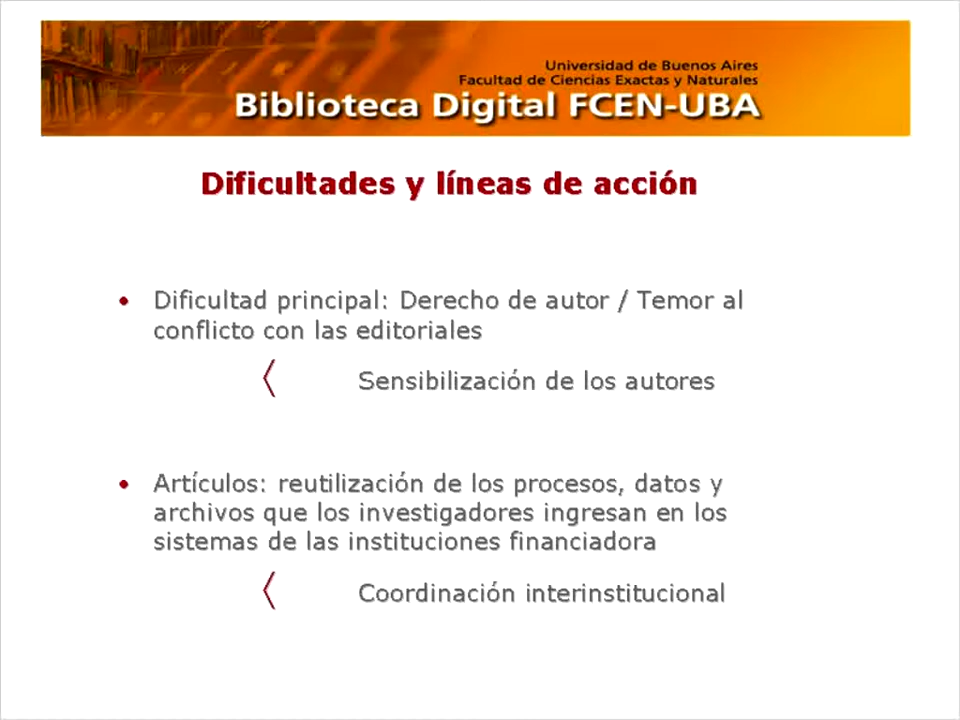 Universidad de Buenos Aires
Facultad de Ciencias Exactas y Naturales
Biblioteca Digital FCEN-UBA
Dificultades y líneas de acción
• Dificultad principal: Derecho de autor / Temor al
conflicto con las editoriales
〈 Sensibilización de los autores
• Artículos: reutilización de los procesos, datos y
archivos que los investigadores ingresan en los
sistemas de las instituciones financiadora
〈 Coordinación interinstitucional